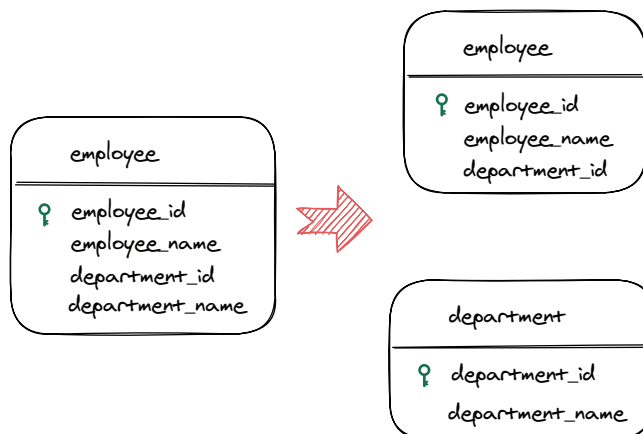 employee
employee_id
employee_name
department_id
department_name
employee
employee_id
employee_name
department_id
department
department_id
department_name